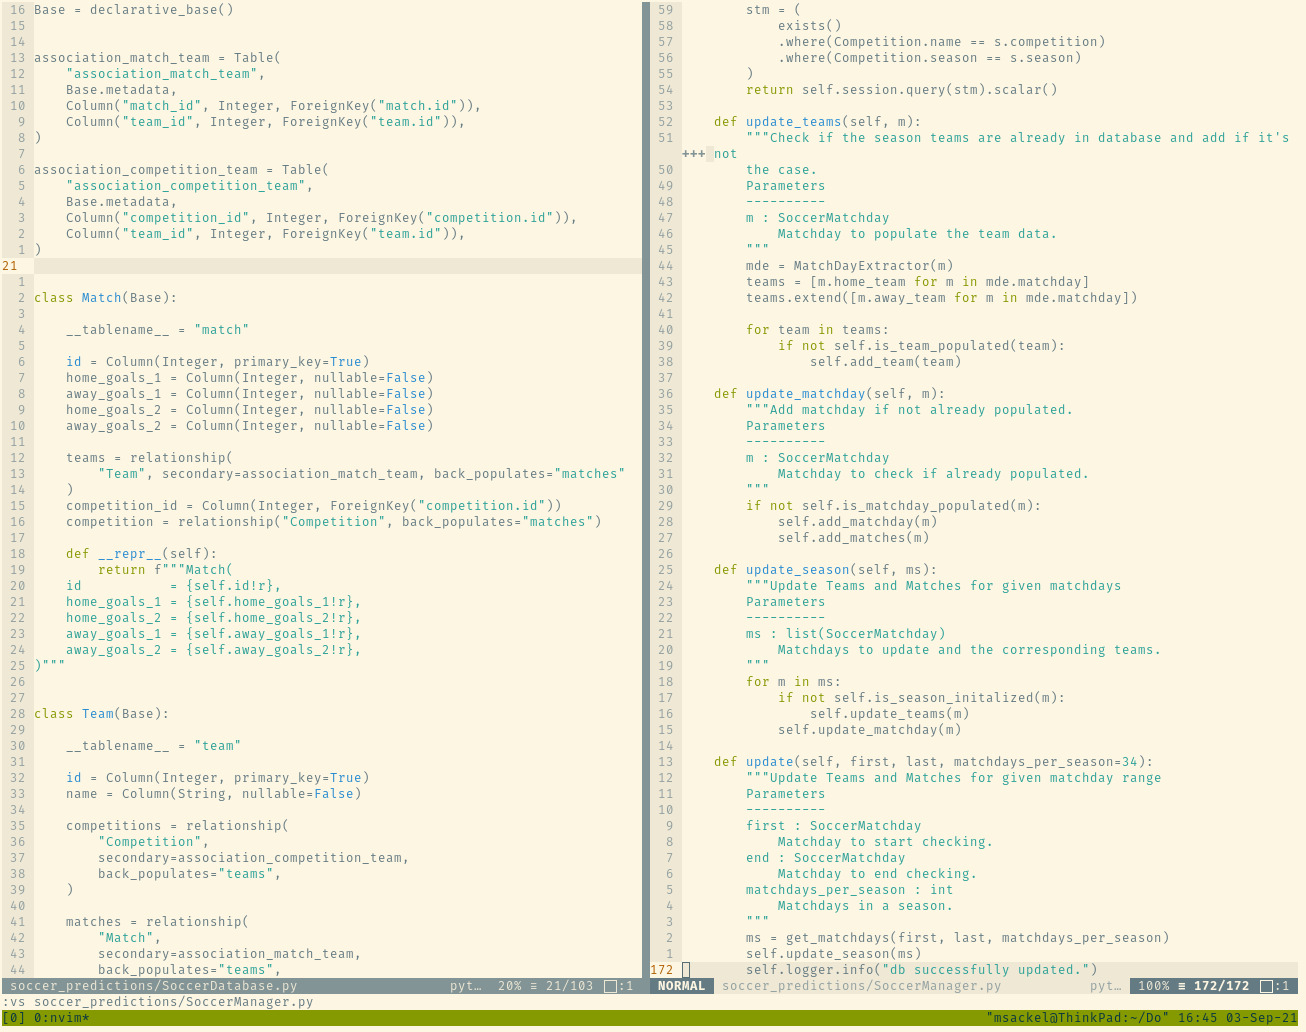 16 Base = declarative_base()
15
14
13 association_match_team = Table(
12     "association_match_team",
11     Base.metadata,
10     Column("match_id", Integer, ForeignKey("match.id")),
9     Column("team_id", Integer, ForeignKey("team.id")),
8 )
7
6 association_competition_team = Table(
5     "association_competition_team",
4     Base.metadata,
3     Column("competition_id", Integer, ForeignKey("competition.id")),
2     Column("team_id", Integer, ForeignKey("team.id")),
1 )
21
1
2 class Match(Base):
3
4     __tablename__ = "match"
5
6     id = Column(Integer, primary_key=True)
7     home_goals_1 = Column(Integer, nullable=False)
8     away_goals_1 = Column(Integer, nullable=False)
9     home_goals_2 = Column(Integer, nullable=False)
10     away_goals_2 = Column(Integer, nullable=False)
11
12     teams = relationship(
13         "Team", secondary=association_match_team, back_populates="matches"
14     )
15     competition_id = Column(Integer, ForeignKey("competition.id"))
16     competition = relationship("Competition", back_populates="matches")
17
18     def __repr__(self):
19         return f"""Match(
20     id           = {self.id!r},
21     home_goals_1 = {self.home_goals_1!r},
22     home_goals_2 = {self.home_goals_2!r},
23     away_goals_1 = {self.away_goals_1!r},
24     away_goals_2 = {self.away_goals_2!r},
25 )"""
26
27
28 class Team(Base):
29
30     __tablename__ = "team"
31
32     id = Column(Integer, primary_key=True)
33     name = Column(String, nullable=False)
34
35     competitions = relationship(
36         "Competition",
37         secondary=association_competition_team,
38         back_populates="teams",
39     )
40
41     matches = relationship(
42         "Match",
43         secondary=association_match_team,
44         back_populates="teams",
soccer_predictions/SoccerDatabase.py pyt… 20% ≡ 21/103 :1
59         stm = (
58             exists()
57             .where(Competition.name == s.competition)
56             .where(Competition.season == s.season)
55         )
54         return self.session.query(stm).scalar()
53
52     def update_teams(self, m):
51         """Check if the season teams are already in database and add if it's
+++ not
50         the case.
49         Parameters
48         ----------
47         m : SoccerMatchday
46             Matchday to populate the team data.
45         """
44         mde = MatchDayExtractor(m)
43         teams = [m.home_team for m in mde.matchday]
42         teams.extend([m.away_team for m in mde.matchday])
41
40         for team in teams:
39             if not self.is_team_populated(team):
38                 self.add_team(team)
37
36     def update_matchday(self, m):
35         """Add matchday if not already populated.
34         Parameters
33         ----------
32         m : SoccerMatchday
31             Matchday to check if already populated.
30         """
29         if not self.is_matchday_populated(m):
28             self.add_matchday(m)
27             self.add_matches(m)
26
25     def update_season(self, ms):
24         """Update Teams and Matches for given matchdays
23         Parameters
22         ----------
21         ms : list(SoccerMatchday)
20             Matchdays to update and the corresponding teams.
19         """
18         for m in ms:
17             if not self.is_season_initalized(m):
16                 self.update_teams(m)
15             self.update_matchday(m)
14
13     def update(self, first, last, matchdays_per_season=34):
12         """Update Teams and Matches for given matchday range
11         Parameters
10         ----------
9         first : SoccerMatchday
8             Matchday to start checking.
7         end : SoccerMatchday
6             Matchday to end checking.
5         matchdays_per_season : int
4             Matchdays in a season.
3         """
2         ms = get_matchdays(first, last, matchdays_per_season)
1         self.update_season(ms)
172         self.logger.info("db successfully updated.")
NORMAL soccer_predictions/SoccerManager.py pyt… 100% ≡ 172/172 :1
:vs soccer_predictions/SoccerManager.py
[0] 0:nvim* "msackel@ThinkPad:~/Do" 16:45 03-Sep-21